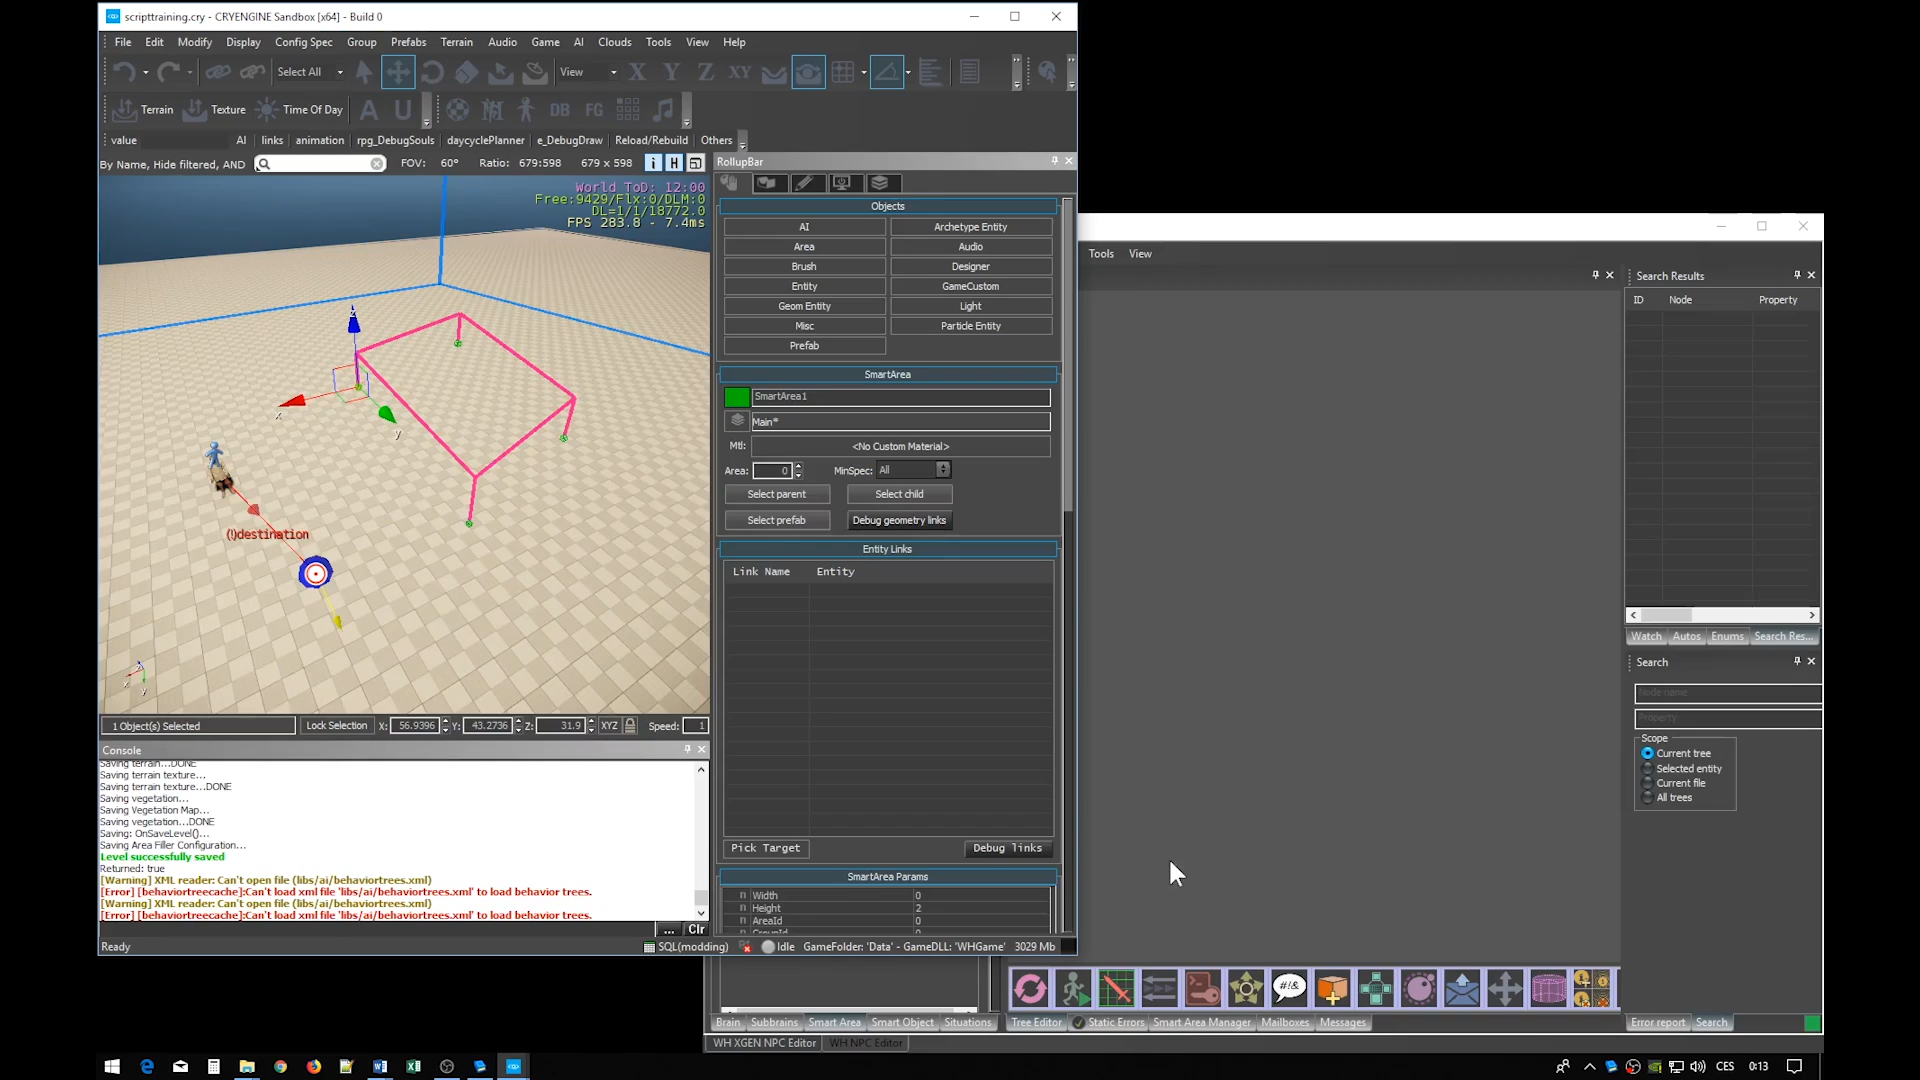 scripttraining.cry - CRYENGINE Sandbox [x64] - Build 0
File Edit Modify Display Config Spec Group Prefabs Terrain Audio Game AI Clouds Tools View Help
Select All View X Y Z XY
Terrain Texture Time Of Day A U DB FG
value AI links animation rpg_DebugSouls daycyclePlanner e_DebugDraw Reload/Rebuild Others
By Name, Hide filtered, AND FOV: 60° Ratio: 679:598 679 x 598 i H
World ToD: 12:00
Free:9429/Flx:0/DLM:0
DL=1/1/18772.0
FPS 283.8 - 7.4ms
z
x
y
(!)destination
z
x
y
1 Object(s) Selected Lock Selection X: 56.9396 Y: 43.2736 Z: 31.9 XYZ Speed: 1
Console
Saving terrain...DONE
Saving terrain texture...
Saving terrain texture...DONE
Saving vegetation...
Saving Vegetation Map...
Saving vegetation...DONE
Saving: OnSaveLevel()...
Saving Area Filler Configuration...
Level successfully saved
Returned: true
[Warning] XML reader: Can't open file (libs/ai/behaviortrees.xml)
[Error] [behaviortreecache]:Can't load xml file 'libs/ai/behaviortrees.xml' to load behavior trees.
[Warning] XML reader: Can't open file (libs/ai/behaviortrees.xml)
[Error] [behaviortreecache]:Can't load xml file 'libs/ai/behaviortrees.xml' to load behavior trees.
... Clr
Ready SQL(modding) Idle GameFolder: 'Data' - GameDLL: 'WHGame' 3029 Mb
RollupBar
Objects
AI Archetype Entity
Area Audio
Brush Designer
Entity GameCustom
Geom Entity Light
Misc Particle Entity
Prefab
SmartArea
SmartArea1
Main*
Mtl: <No Custom Material>
Area: 0 MinSpec: All
Select parent Select child
Select prefab Debug geometry links
Entity Links
Link Name Entity
Pick Target Debug links
SmartArea Params
Width 0
Height 2
AreaId 0
GroupId 0
Tools View
Search Results
ID Node Property
Watch Autos Enums Search Res...
Search
Node name
Property
Scope
Current tree
Selected entity
Current file
All trees
#!&
Brain Subbrains Smart Area Smart Object Situations Tree Editor Static Errors Smart Area Manager Mailboxes Messages Error report Search
WH XGEN NPC Editor WH NPC Editor
CES 0:13